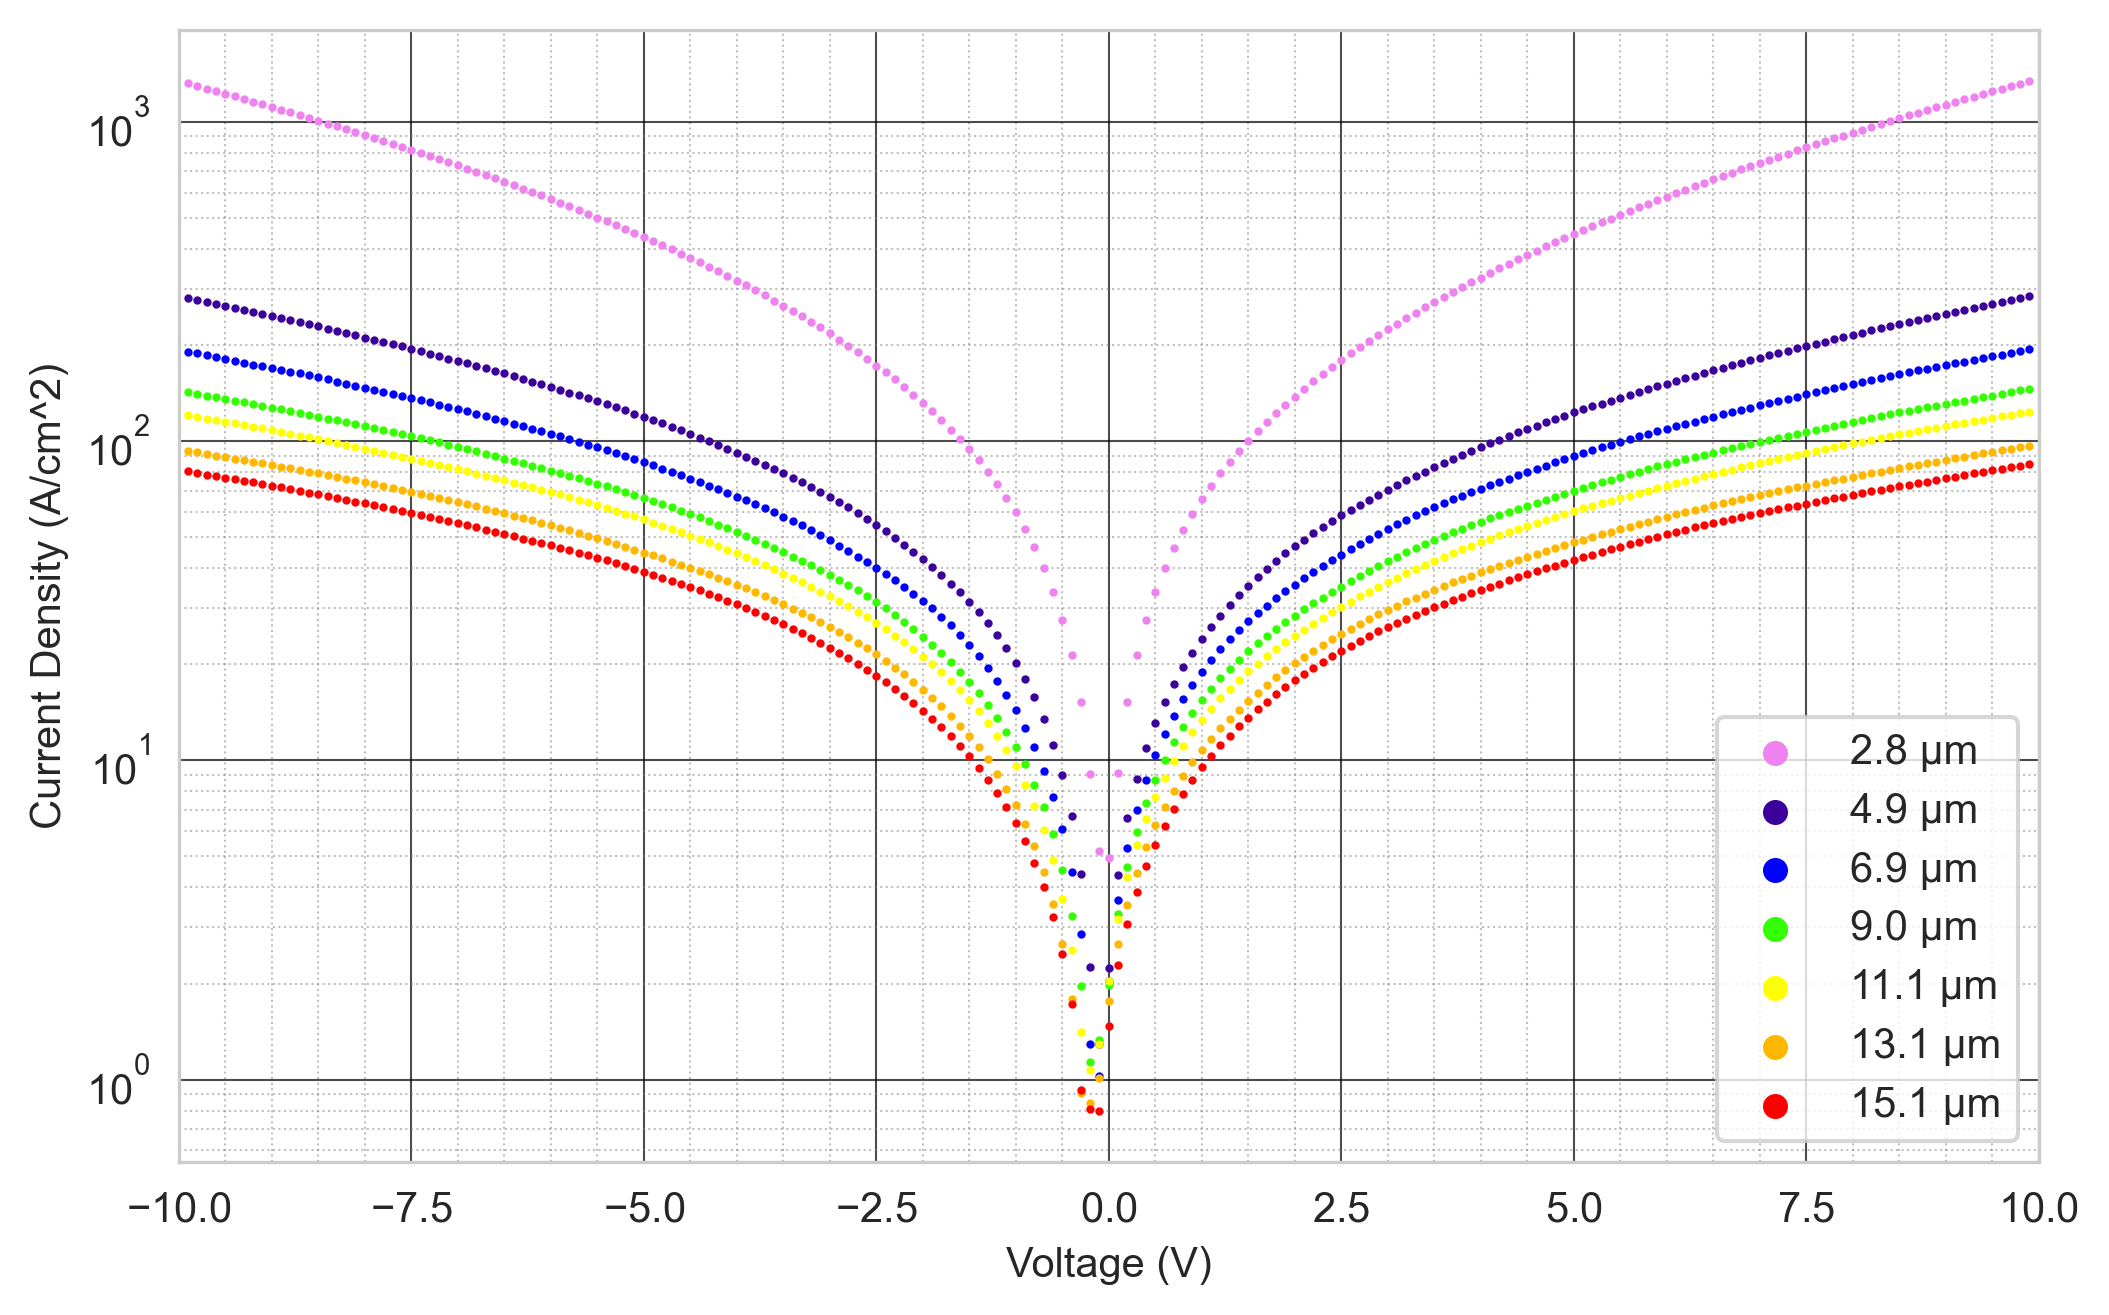 Current Density (A/cm^2)
10^3
10^2
10^1
10^0
2.8 µm
4.9 µm
6.9 µm
9.0 µm
11.1 µm
13.1 µm
15.1 µm
−10.0 −7.5 −5.0 −2.5 0.0 2.5 5.0 7.5 10.0
Voltage (V)